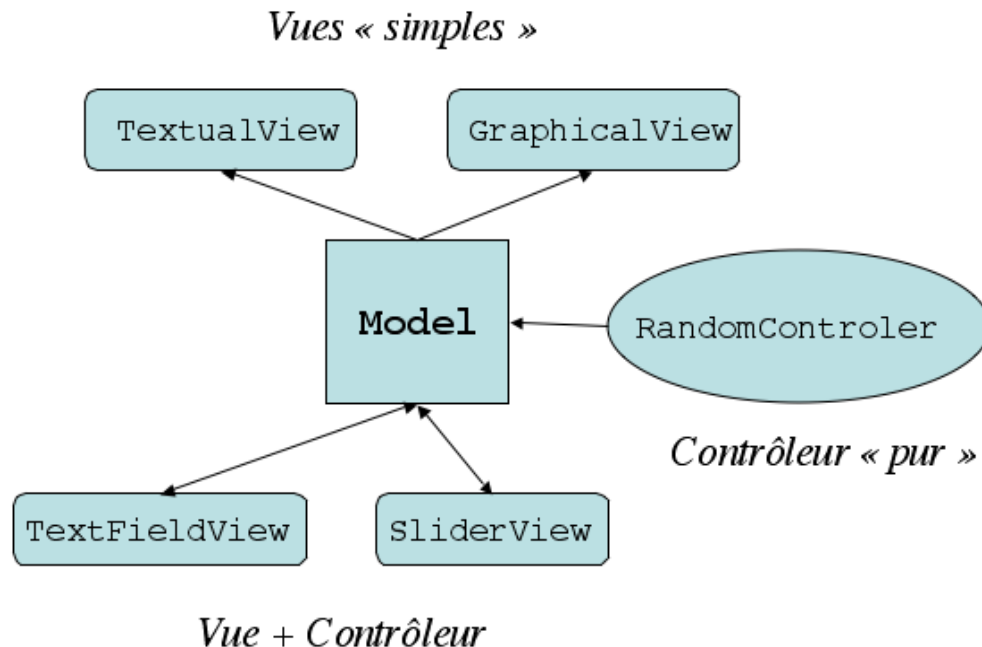 Vues « simples »
TextualView
GraphicalView
Model
RandomControler
Contrôleur « pur »
TextFieldView
SliderView
Vue + Contrôleur